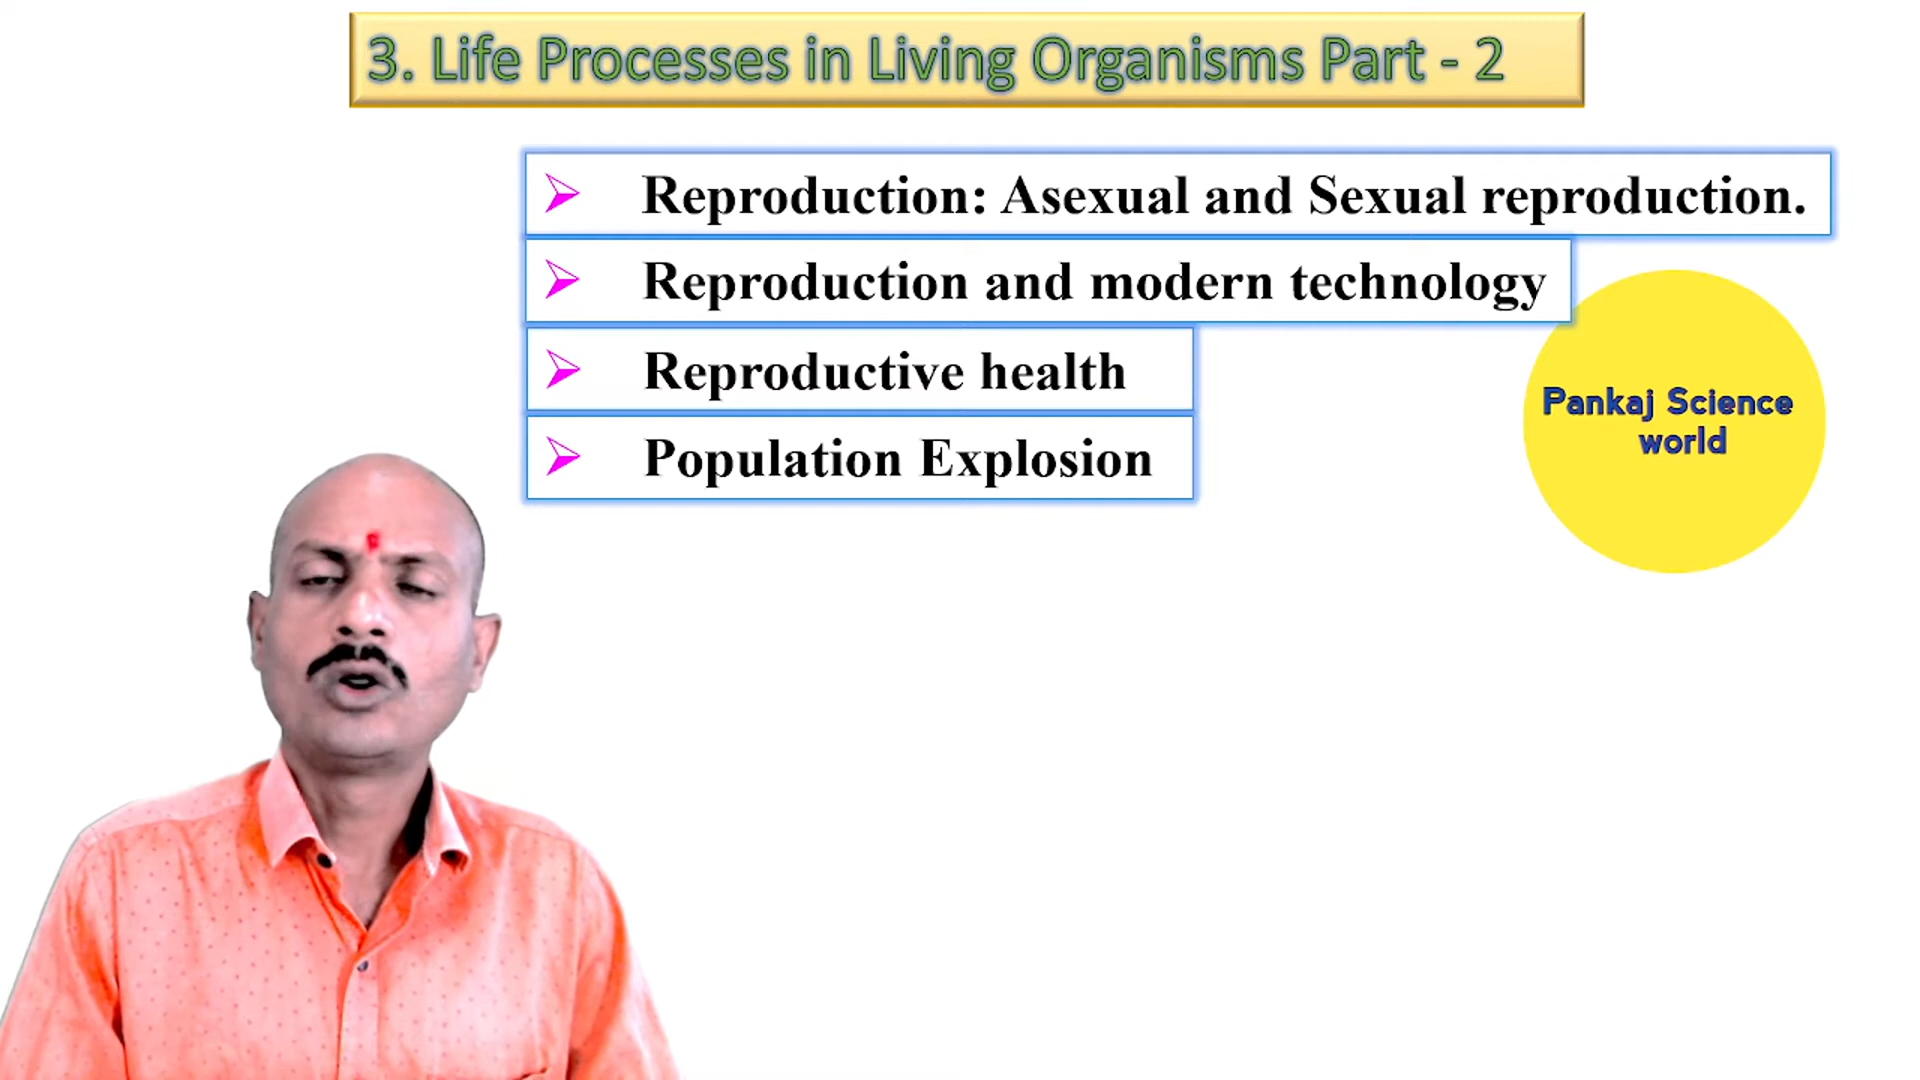 3. Life Processes in Living Organisms Part - 2
Reproduction: Asexual and Sexual reproduction.
Reproduction and modern technology
Reproductive health
Population Explosion
Pankaj Science
world